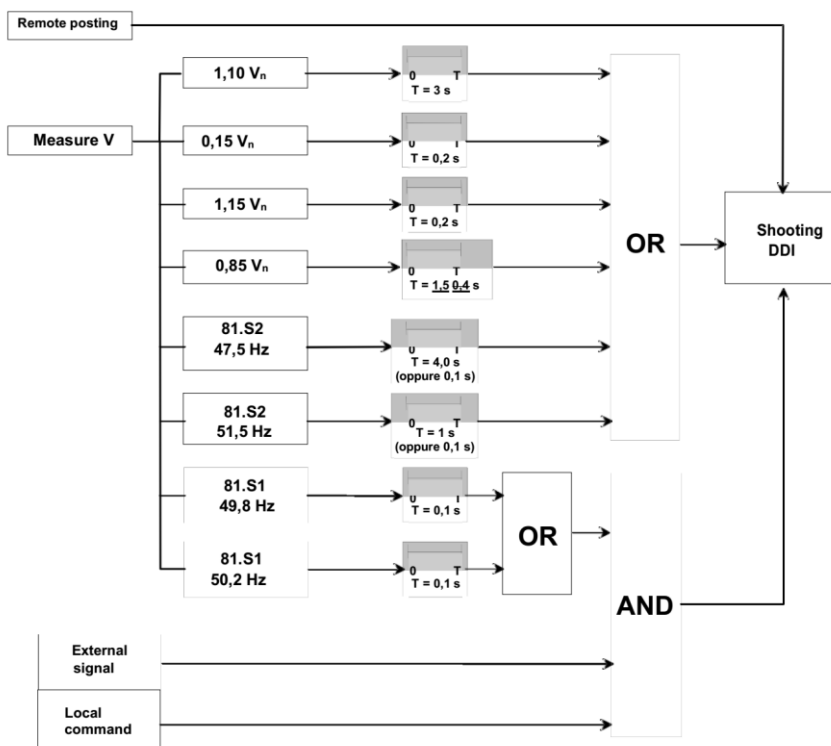 Remote posting
1,10 Vn
0 T
T = 3 s
Measure V
0,15 Vn
0 T
T = 0,2 s
1,15 Vn
0 T
T = 0,2 s
OR
Shooting
DDI
0,85 Vn
0 T
T = 1,5 0,4 s
81.S2
47,5 Hz
0 T
T = 4,0 s
(oppure 0,1 s)
81.S2
51,5 Hz
0 T
T = 1 s
(oppure 0,1 s)
81.S1
49,8 Hz
0 T
T = 0,1 s
OR
81.S1
50,2 Hz
0 T
T = 0,1 s
AND
External
signal
Local
command